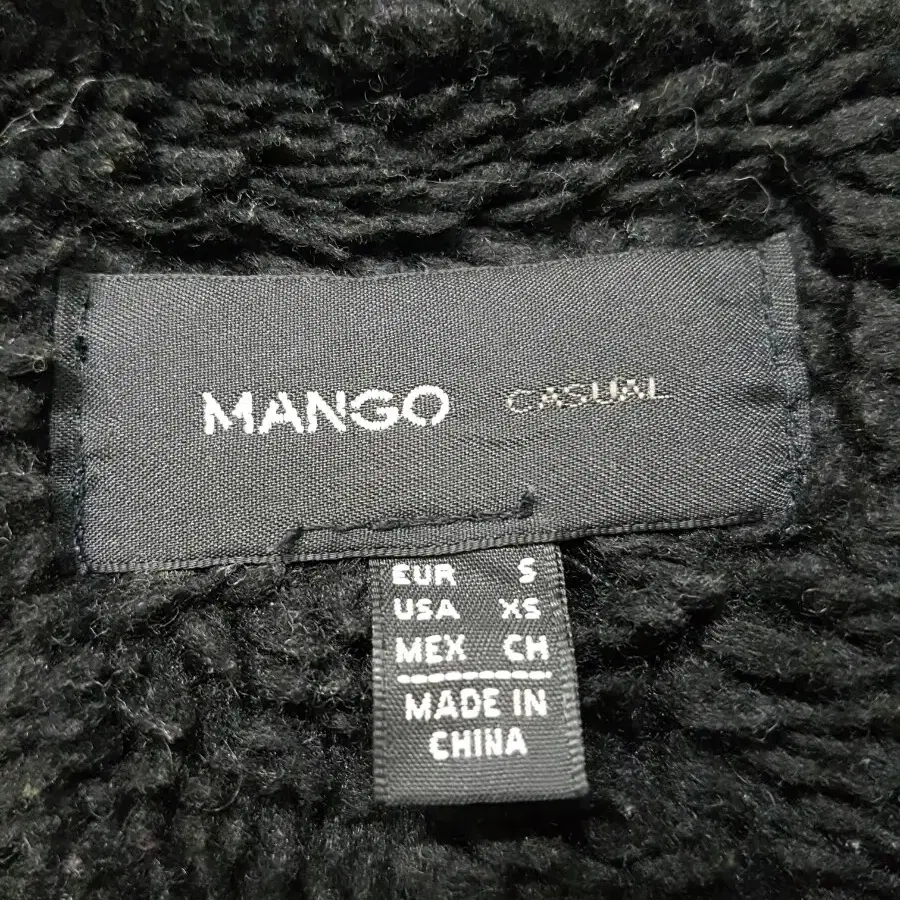 MANGO CASUAL
EUR S
USA XS
MEX CH
MADE IN
CHINA